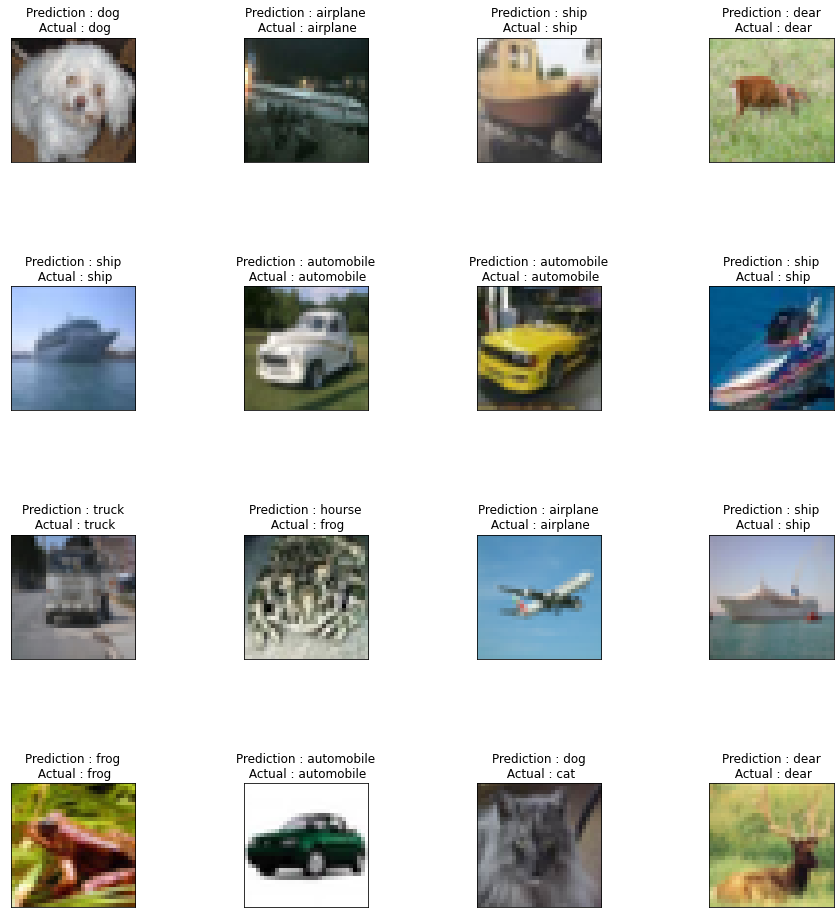 Prediction : dog
Actual : dog
Prediction : airplane
Actual : airplane
Prediction : ship
Actual : ship
Prediction : dear
Actual : dear
Prediction : ship
Actual : ship
Prediction : automobile
Actual : automobile
Prediction : automobile
Actual : automobile
Prediction : ship
Actual : ship
Prediction : truck
Actual : truck
Prediction : hourse
Actual : frog
Prediction : airplane
Actual : airplane
Prediction : ship
Actual : ship
Prediction : frog
Actual : frog
Prediction : automobile
Actual : automobile
Prediction : dog
Actual : cat
Prediction : dear
Actual : dear